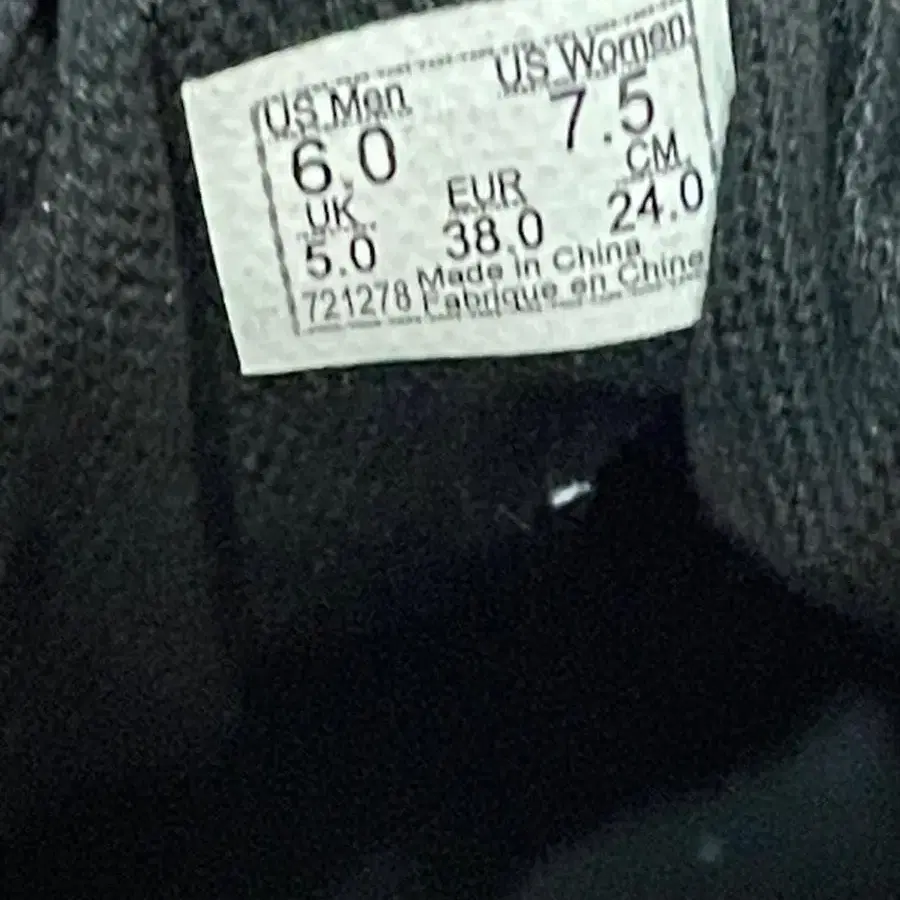 US Men US Women
6.0 7.5
UK EUR CM
5.0 38.0 24.0
721278 Made in China
Fabrique en Chine